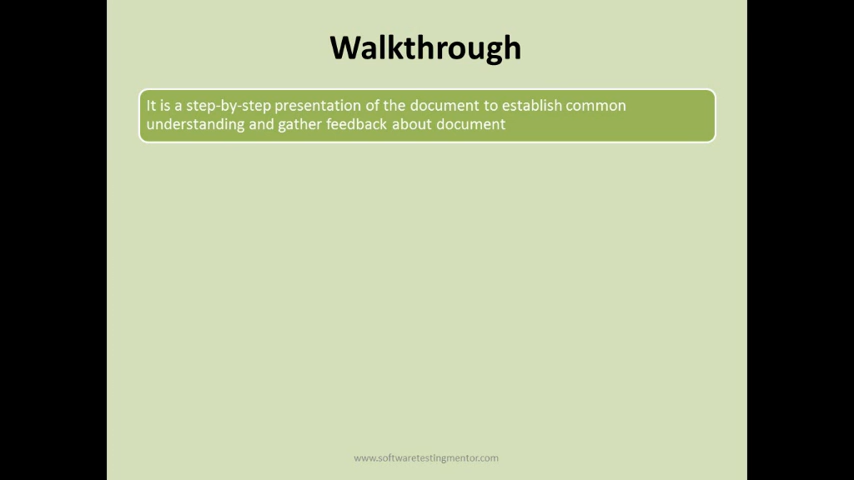 Walkthrough
It is a step-by-step presentation of the document to establish common
understanding and gather feedback about document
www.softwaretestingmentor.com